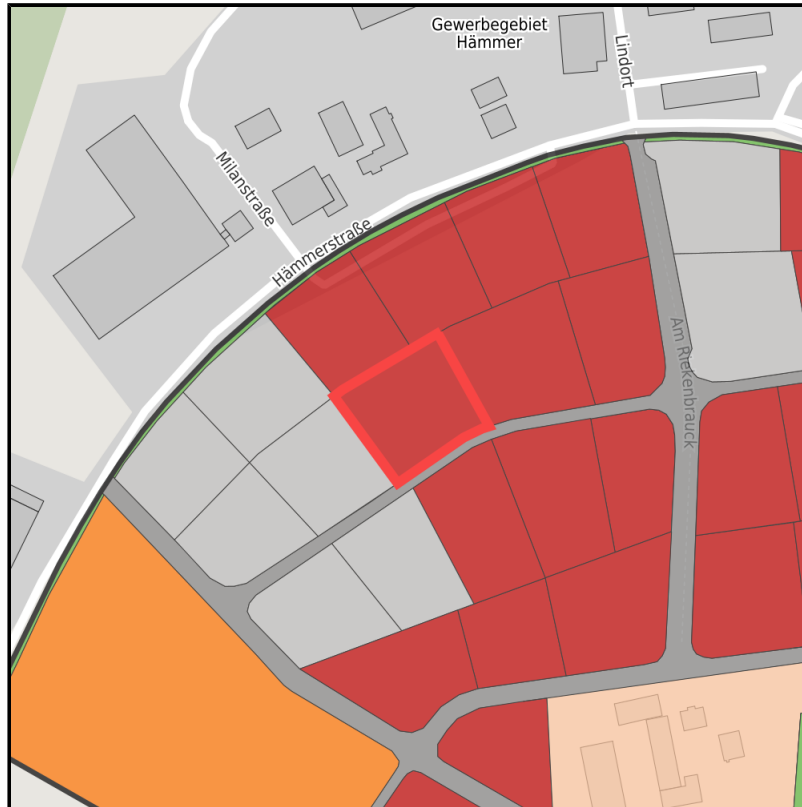 Gewerbegebiet
Hämmer
Lindort
Milanstraße
Hämmerstraße
Am Riekenbrauck